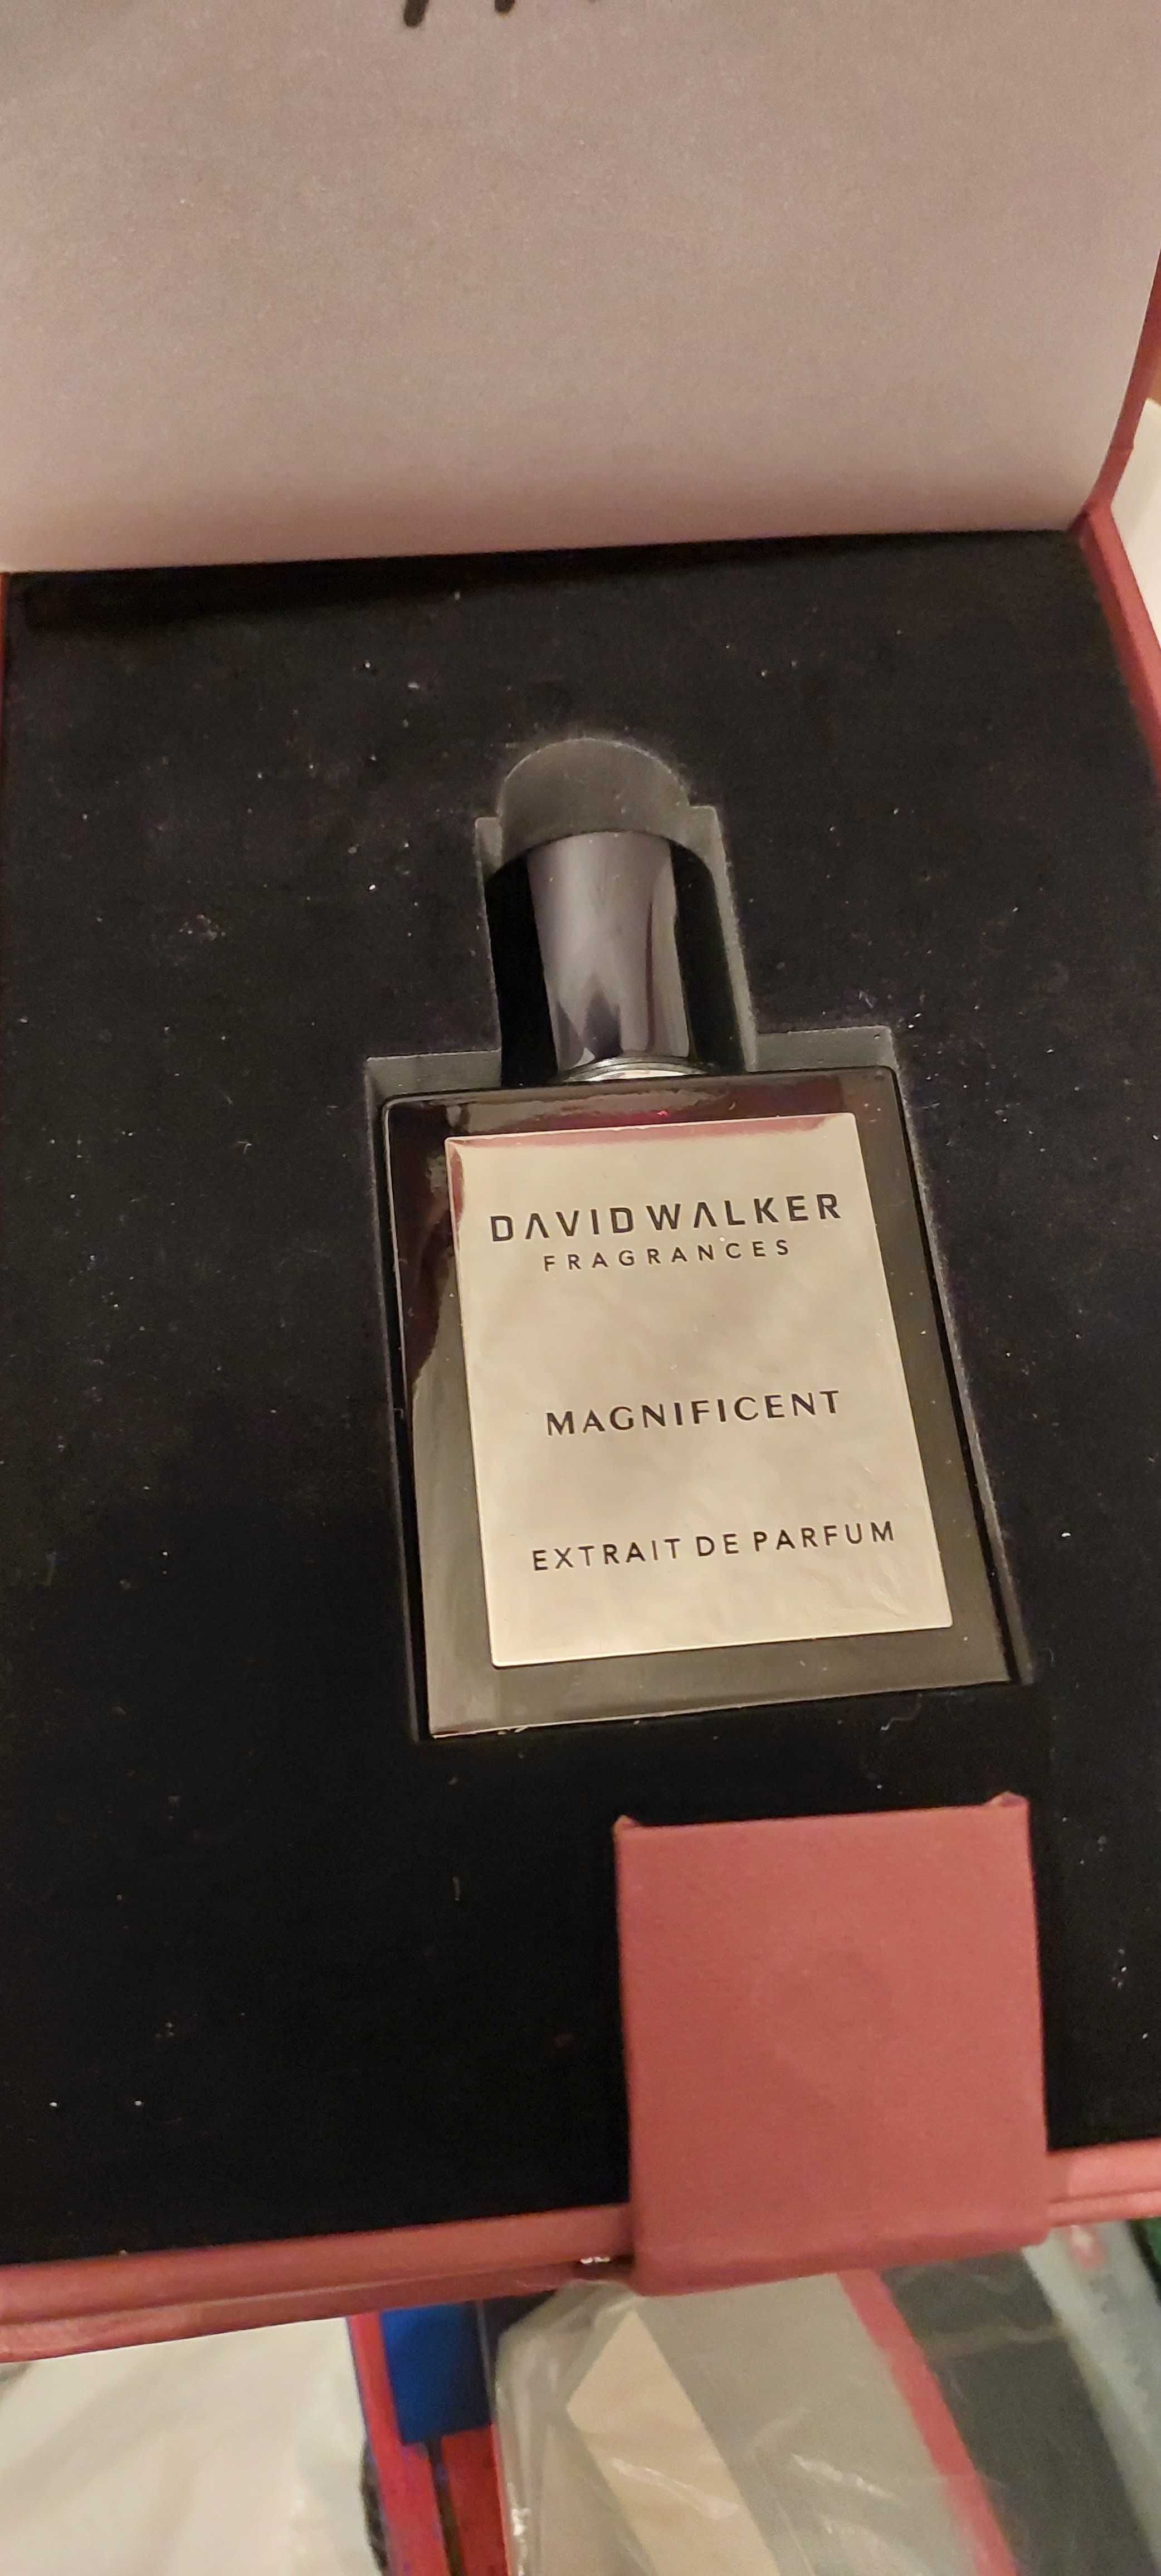 DAVIDWALKER
FRAGRANCES
MAGNIFICENT
EXTRAIT DE PARFUM